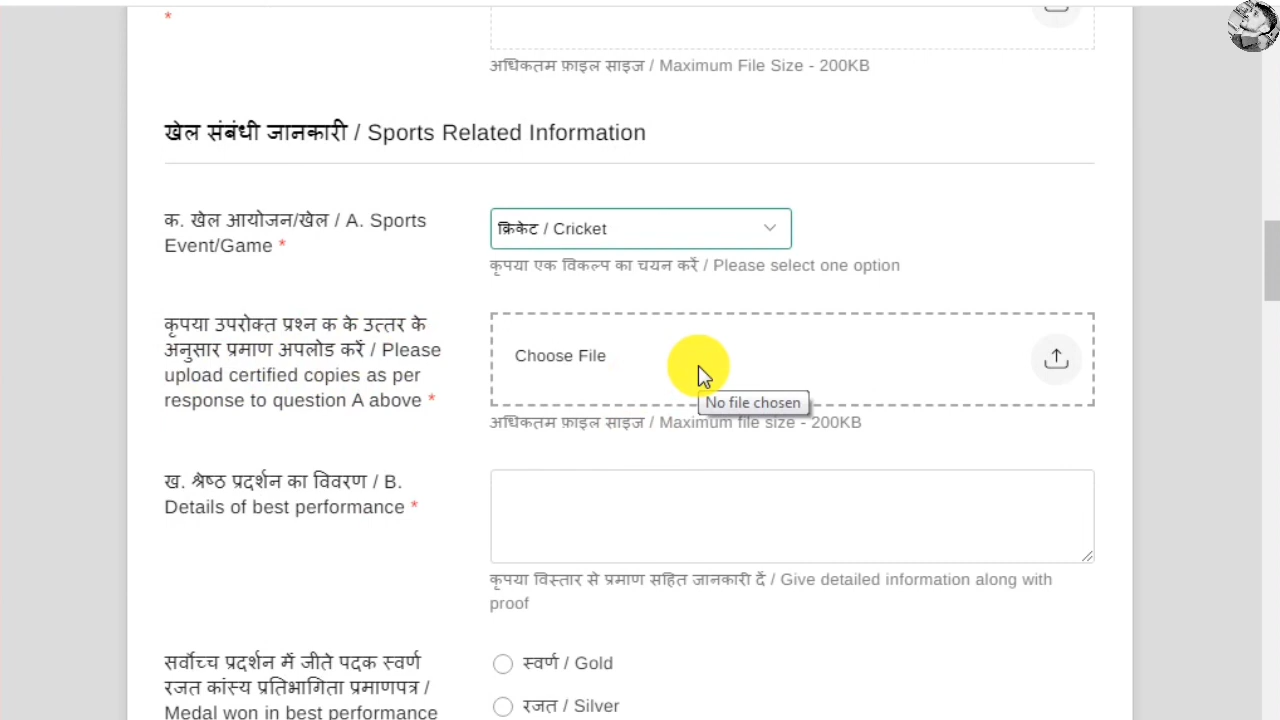 *
अधिकतम फ़ाइल साइज / Maximum File Size - 200KB
खेल संबंधी जानकारी / Sports Related Information
क. खेल आयोजन/खेल / A. Sports
Event/Game *
क्रिकेट / Cricket
कृपया एक विकल्प का चयन करें / Please select one option
कृपया उपरोक्त प्रश्न क के उत्तर के
अनुसार प्रमाण अपलोड करें / Please
upload certified copies as per
response to question A above *
Choose File
No file chosen
अधिकतम फ़ाइल साइज / Maximum file size - 200KB
ख. श्रेष्ठ प्रदर्शन का विवरण / B.
Details of best performance *
कृपया विस्तार से प्रमाण सहित जानकारी दें / Give detailed information along with
proof
सर्वोच्च प्रदर्शन में जीते पदक स्वर्ण
रजत कांस्य प्रतिभागिता प्रमाणपत्र /
Medal won in best performance
स्वर्ण / Gold
रजत / Silver